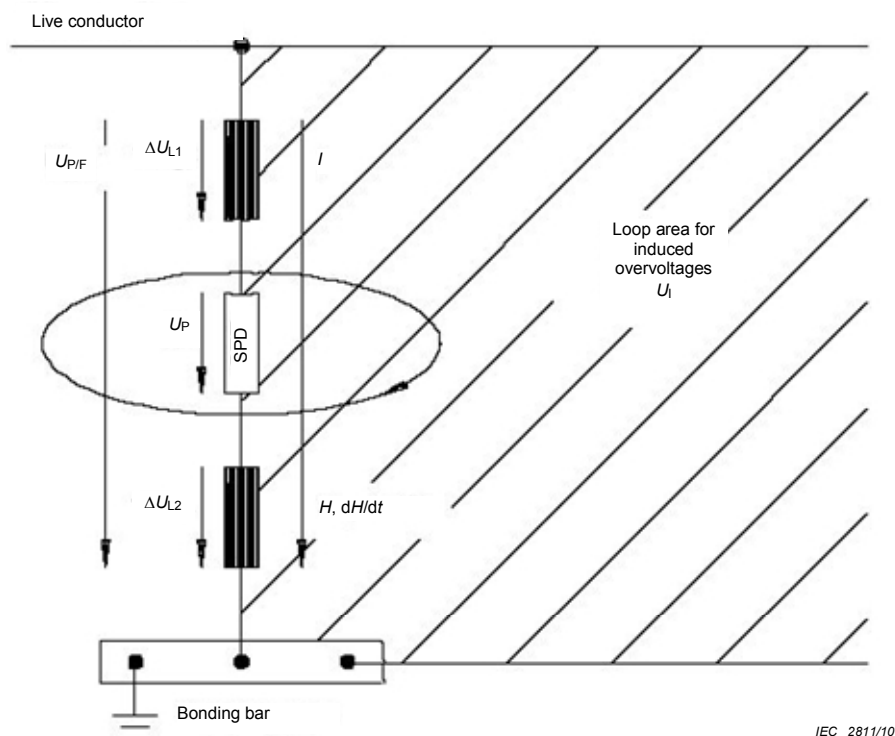 Live conductor
UP/F
ΔUL1
I
Loop area for
induced
overvoltages
UI
UP
SPD
ΔUL2
H, dH/dt
Bonding bar
IEC 2811/10